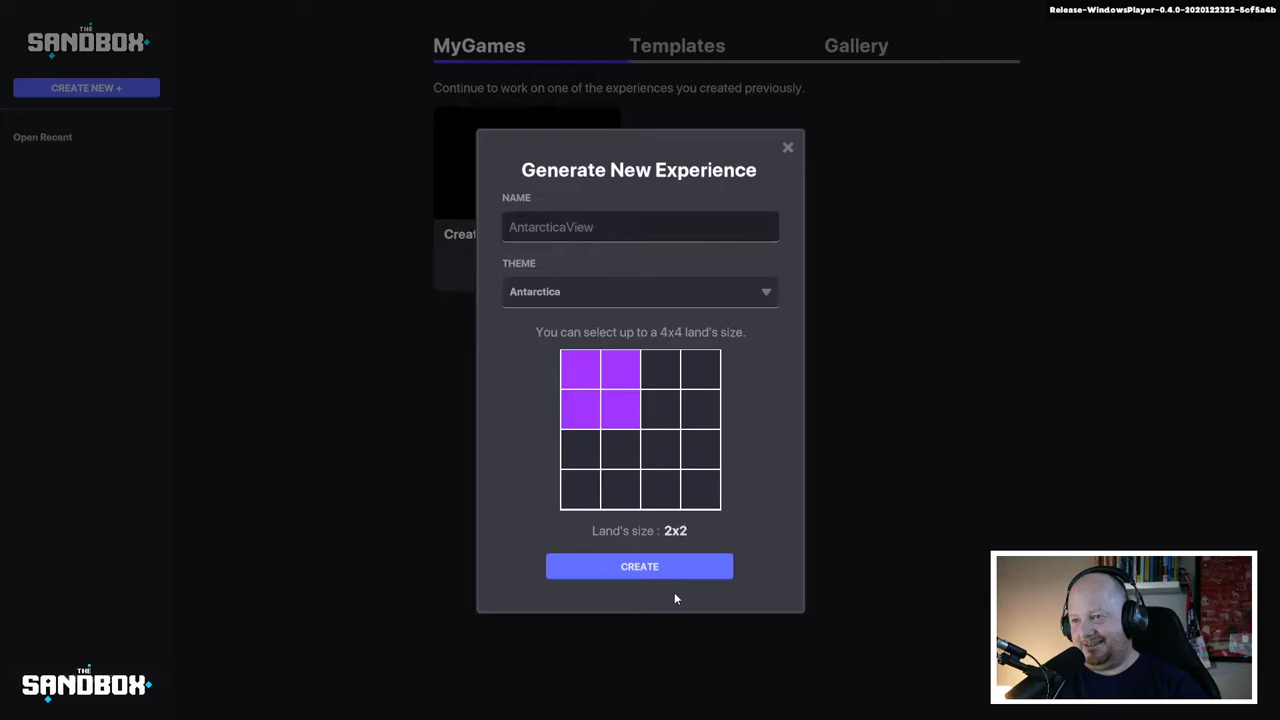 Release-WindowsPlayer-0.4.0-2020122322-5cf5a4b
THE
SANDBOX
CREATE NEW +
Open Recent
MyGames
Templates
Gallery
Continue to work on one of the experiences you created previously.
Creat
Generate New Experience
NAME
AntarcticaView
THEME
Antarctica
You can select up to a 4x4 land's size.
Land's size : 2x2
CREATE
THE
SANDBOX